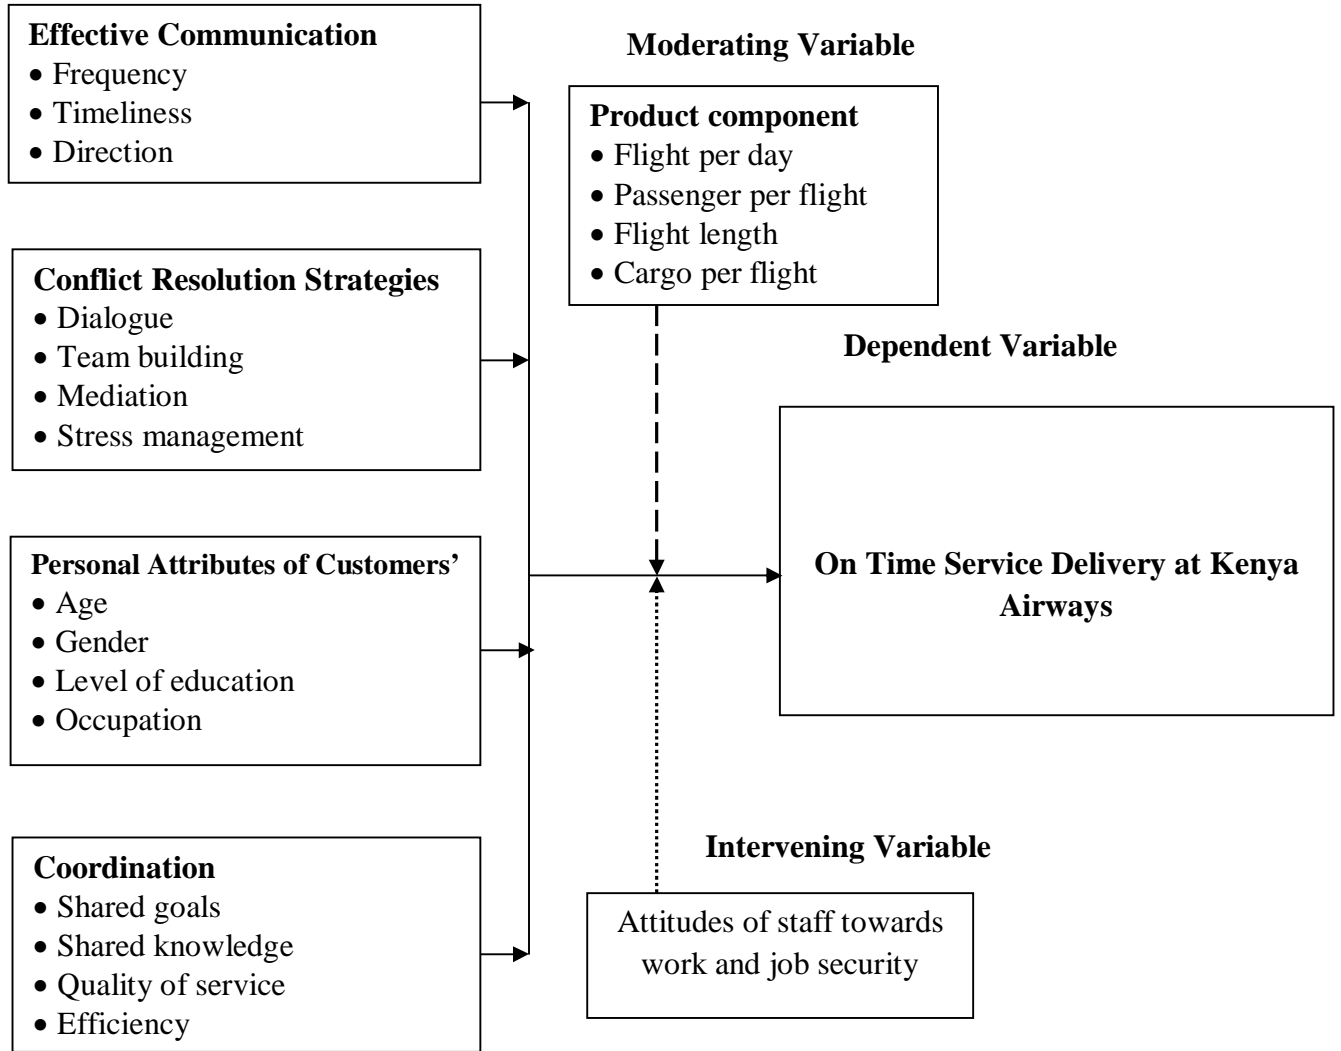 Effective Communication
• Frequency
• Timeliness
• Direction
Conflict Resolution Strategies
• Dialogue
• Team building
• Mediation
• Stress management
Personal Attributes of Customers’
• Age
• Gender
• Level of education
• Occupation
Coordination
• Shared goals
• Shared knowledge
• Quality of service
• Efficiency
Moderating Variable
Product component
• Flight per day
• Passenger per flight
• Flight length
• Cargo per flight
Dependent Variable
On Time Service Delivery at Kenya
Airways
Intervening Variable
Attitudes of staff towards
work and job security